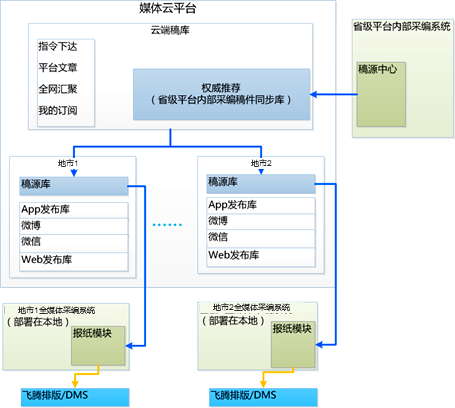 媒体云平台
云端稿库
指令下达
平台文章
全网汇聚
我的订阅
权威推荐
（省级平台内部采编稿件同步库）
省级平台内部采编系统
稿源中心
地市1
稿源库
App发布库
微博
微信
Web发布库
……
地市2
稿源库
App发布库
微博
微信
Web发布库
地市1全媒体采编系统
（部署在本地）
报纸模块
飞腾排版/DMS
地市2全媒体采编系统
（部署在本地）
报纸模块
飞腾排版/DMS